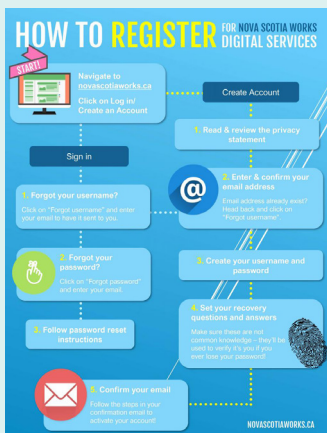 HOW TO REGISTER FOR NOVA SCOTIA WORKS
DIGITAL SERVICES
START!
Navigate to
novascotiaworks.ca
Click on Log in/
Create an Account
Sign in
1. Forgot your username?
Click on "Forgot username" and enter
your email to have it sent to you.
2. Forgot your
password?
Click on "Forgot password"
and enter your email.
3. Follow password reset
instructions
Create Account
1. Read & review the privacy
statement
2. Enter & confirm your
email address
Email address already exist?
Head back and click on
"Forgot username".
3. Create your username and
password
4. Set your recovery
questions and answers
Make sure these are not
common knowledge – they'll be
used to verify it's you if you
ever lose your password!
5. Confirm your email
Follow the steps in your
confirmation email to
activate your account!
NOVASCOTIAWORKS.CA